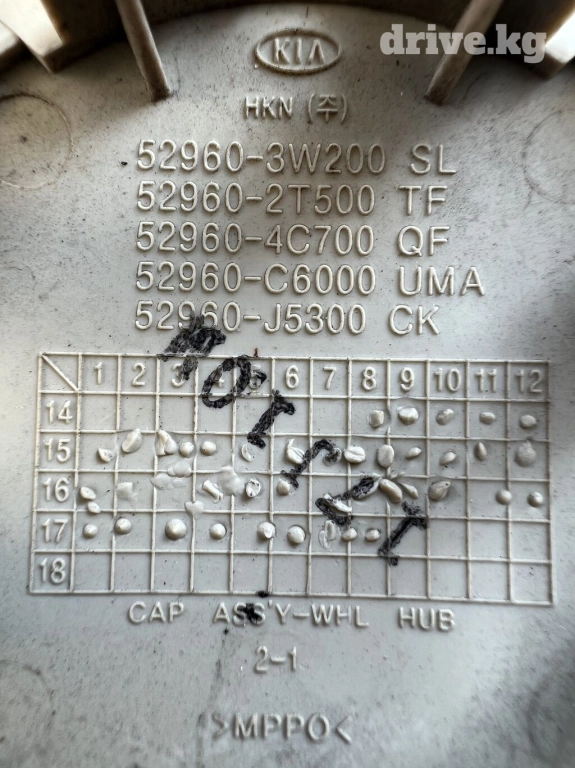 drive.kg
KIA
HKN (주)
52960-3W200 SL
52960-2T500 TF
52960-4C700 QF
52960-C6000 UMA
52960-J5300 CK
1 2 3 4 5 6 7 8 9 10 11 12
14
15
16
17
18
CAP ASS'Y-WHL HUB
2-1
>MPPO<